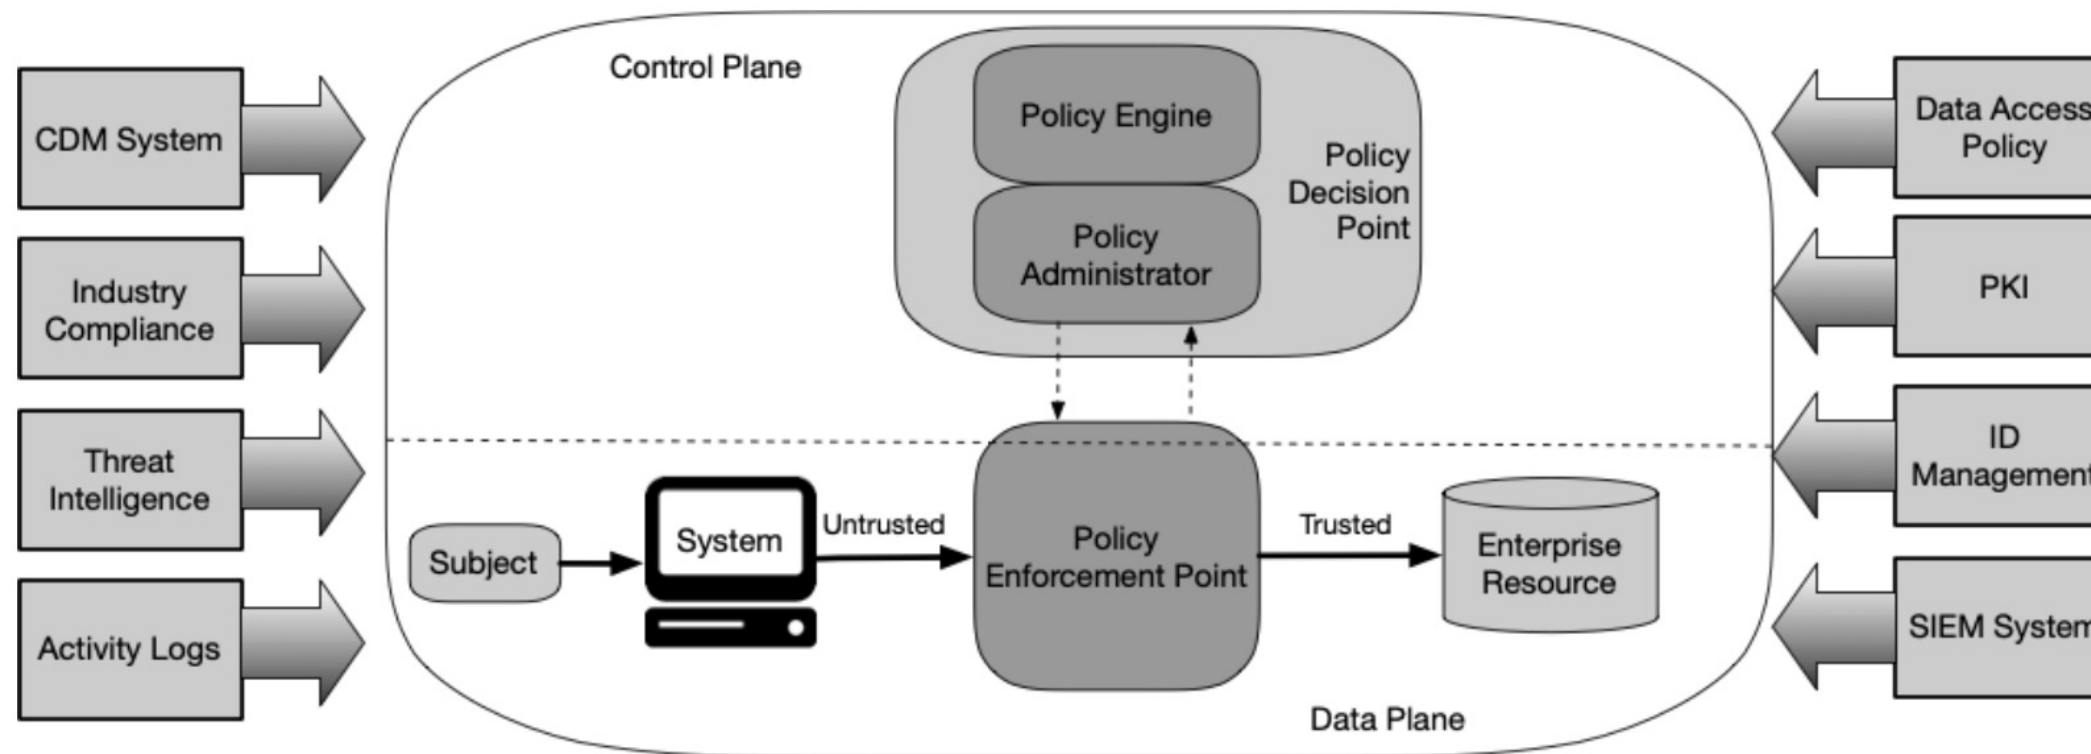 Control Plane
CDM System
Industry
Compliance
Threat
Intelligence
Activity Logs
Policy Engine
Policy
Administrator
Policy
Decision
Point
Subject
System
Untrusted
Policy
Enforcement Point
Trusted
Enterprise
Resource
Data Plane
Data Access
Policy
PKI
ID
Management
SIEM System